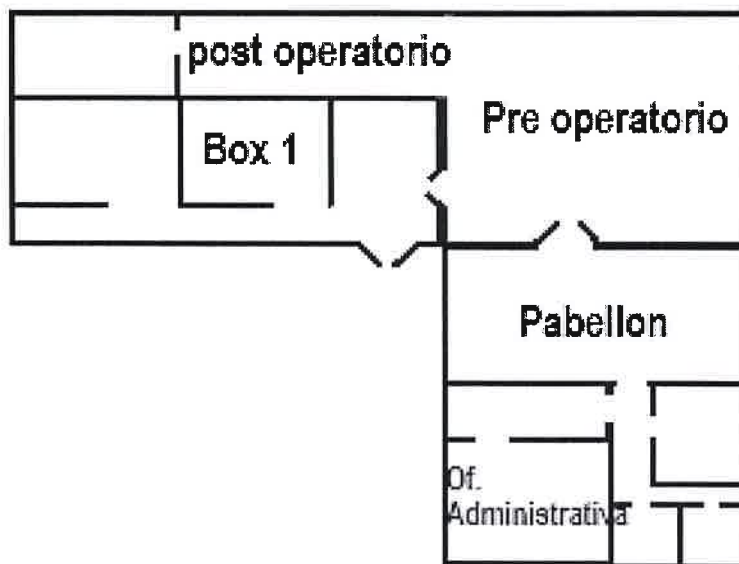 post operatorio
Pre operatorio
Box 1
Pabellon
Of.
Administrativa